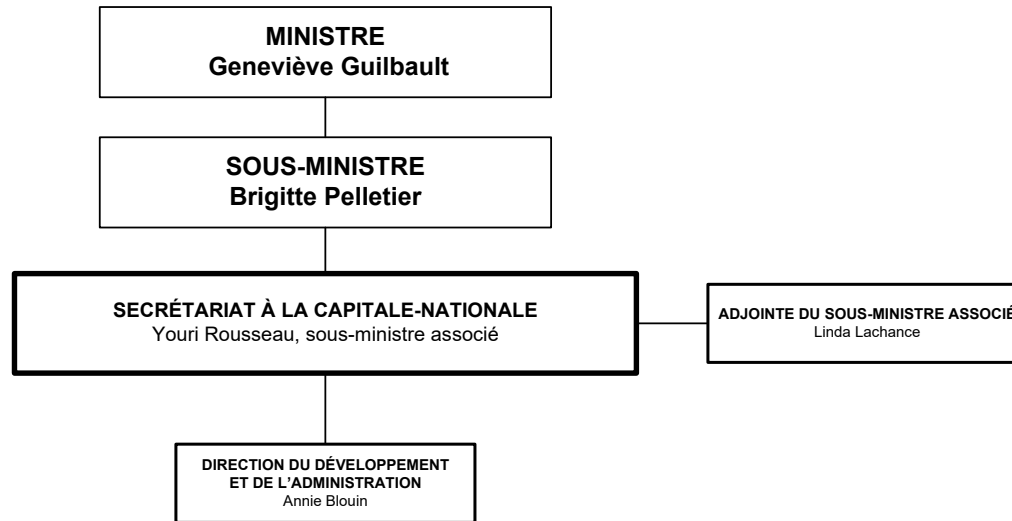 MINISTRE
Geneviève Guilbault
SOUS-MINISTRE
Brigitte Pelletier
SECRÉTARIAT À LA CAPITALE-NATIONALE
Youri Rousseau, sous-ministre associé
ADJOINTE DU SOUS-MINISTRE ASSOCIÉ
Linda Lachance
DIRECTION DU DÉVELOPPEMENT
ET DE L’ADMINISTRATION
Annie Blouin